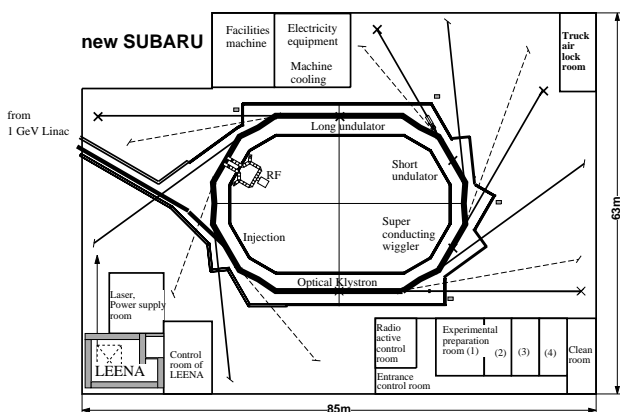 new SUBARU
Facilities
machine
Electricity
equipment
Machine
cooling
Truck
air
lock
room
from
1 GeV Linac
Long undulator
RF
Short
undulator
63m
Injection
Super
conducting
wiggler
Optical Klystron
Laser,
Power supply
room
LEENA
Control
room of
LEENA
Radio
active
control
room
Entrance
control room
Experimental
preparation
room (1)
(2)
(3)
(4)
Clean
room
85m